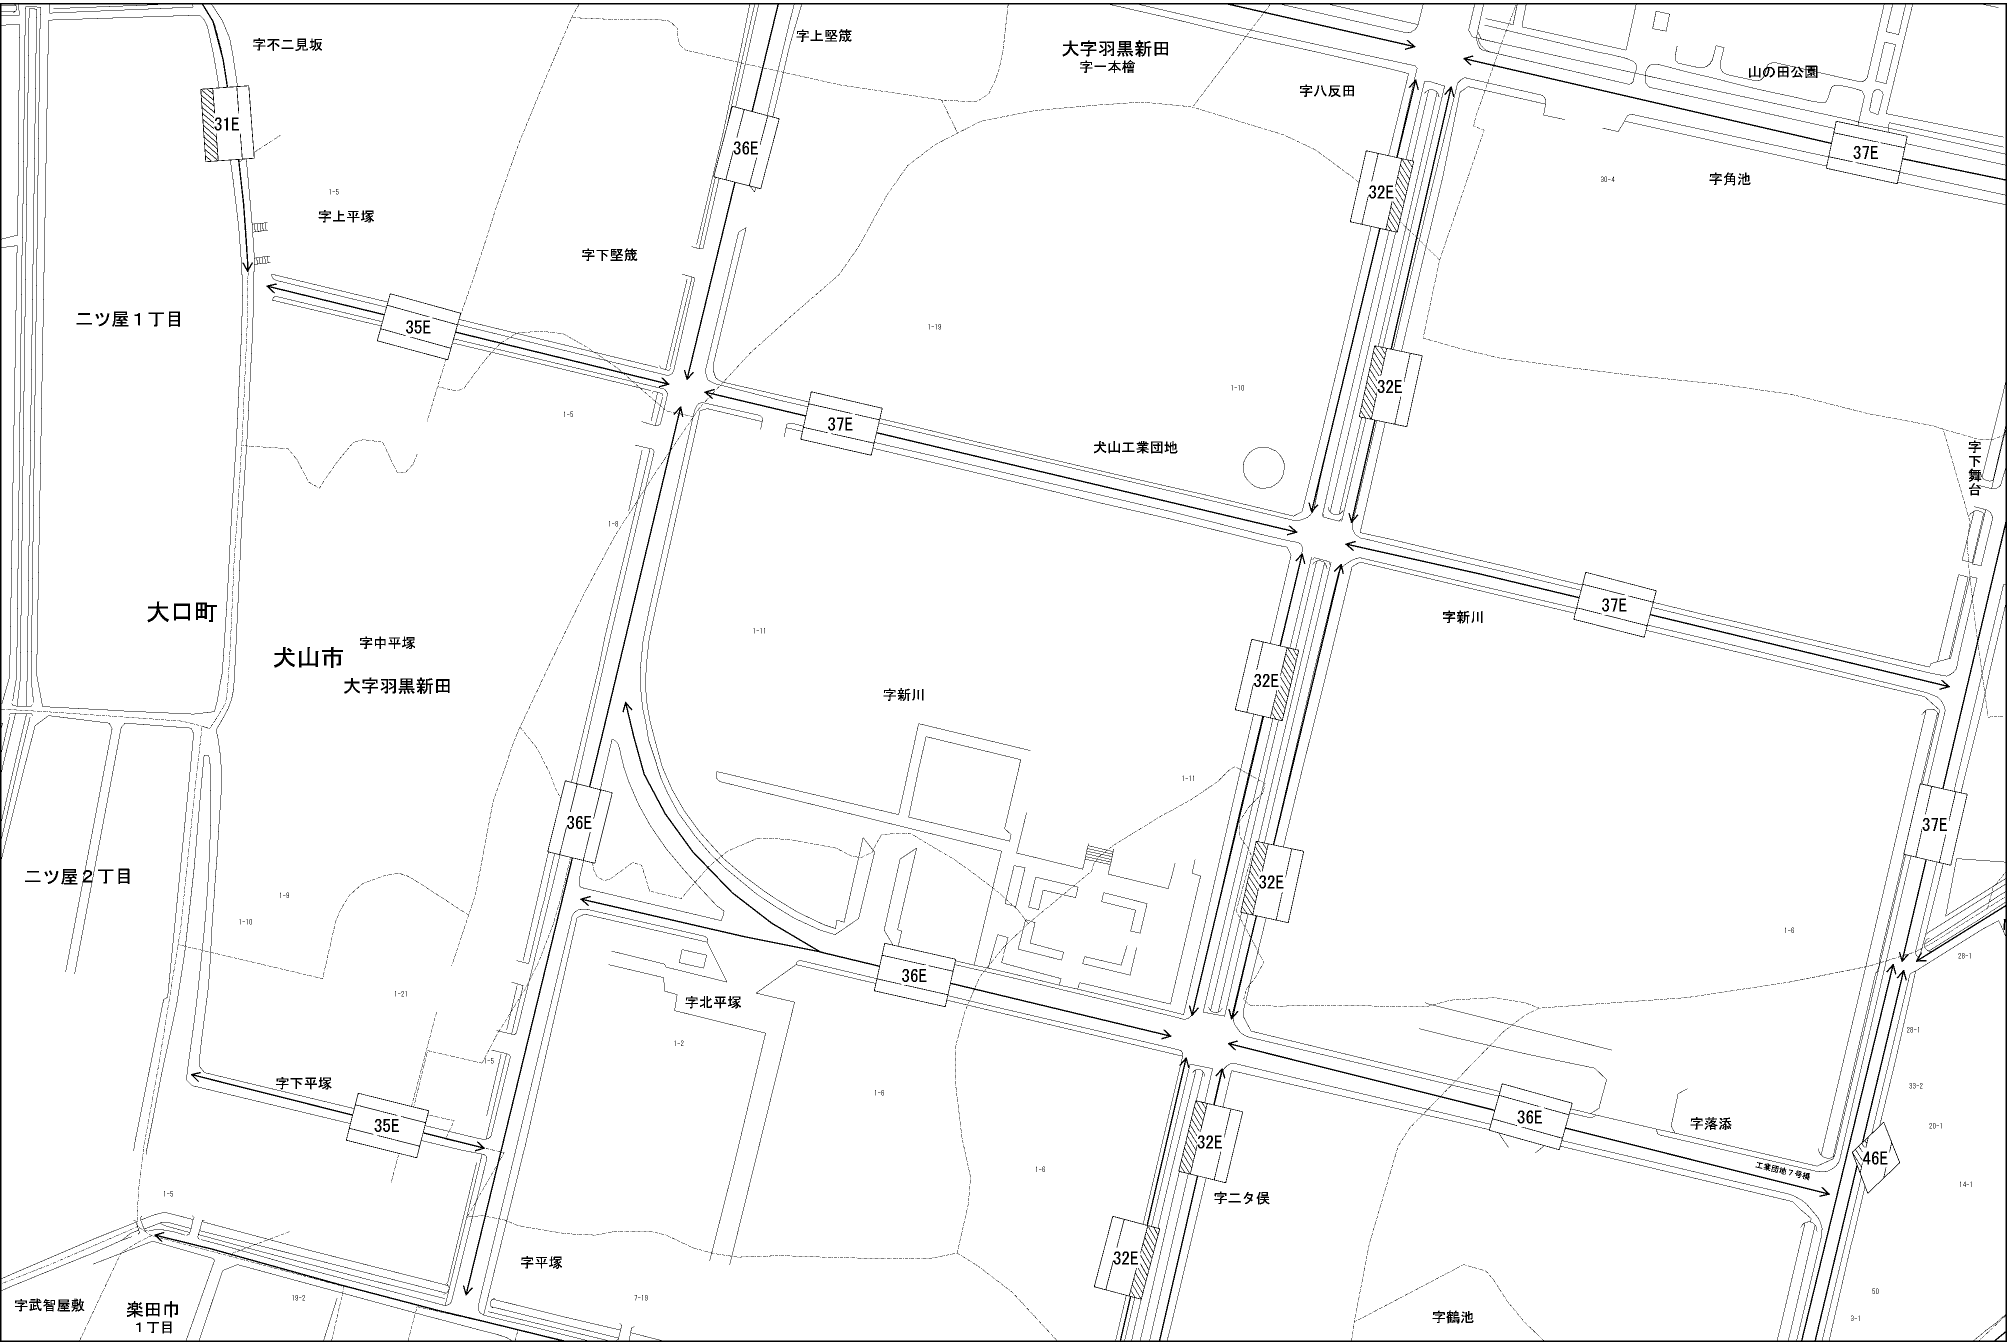 字不二見坂
字上堅筬
大字羽黒新田
字一本檜
字八反田
山の田公園
31E
36E
37E
32E
字角池
30-4
1-5
字上平塚
字下堅筬
二ツ屋１丁目
35E
1-19
1-10
32E
1-5
37E
犬山工業団地
字下舞台
1-8
大口町
37E
字新川
1-11
字中平塚
犬山市
大字羽黒新田
32E
字新川
1-11
36E
37E
二ツ屋２丁目
1-9
32E
1-10
1-6
28-1
1-21
36E
字北平塚
28-1
1-2
1-5
字下平塚
33-2
1-6
35E
36E
字落添
20-1
32E
46E
工業団地７号橋
1-6
14-1
1-5
字二タ俣
32E
字平塚
字武智屋敷
楽田巾
１丁目
19-2
7-19
字鶴池
50
3-1